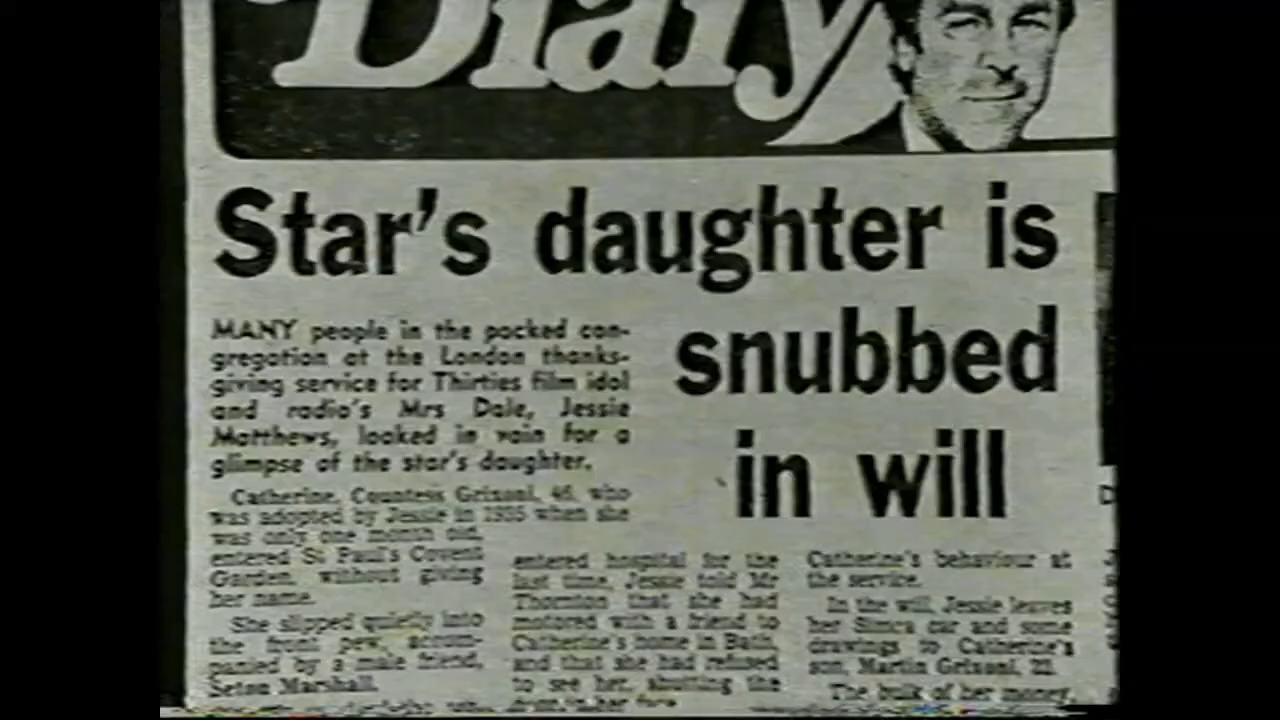 Diary
Star's daughter is
snubbed
in will
MANY people in the packed con-
gregation at the London thanks-
giving service for Thirties film idol
and radio's Mrs Dale, Jessie
Matthews, looked in vain for a
glimpse of the star's daughter.
Catherine, Countess Grixoni, 46, who
was adopted by Jessie in 1935 when she
was only one month old,
entered St Paul's Covent
Garden, without giving
her name.
She slipped quietly into
the front pew, accom-
panied by a male friend,
Seton Marshall.
entered hospital for the
last time, Jessie told Mr
Thornton that she had
motored with a friend to
Catherine's home in Bath,
and that she had refused
to see her, shutting the
door in her face
Catherine's behaviour at
the service.
In the will, Jessie leaves
her Simca car and some
drawings to Catherine's
son, Martin Grixoni, 22.
The bulk of her money,